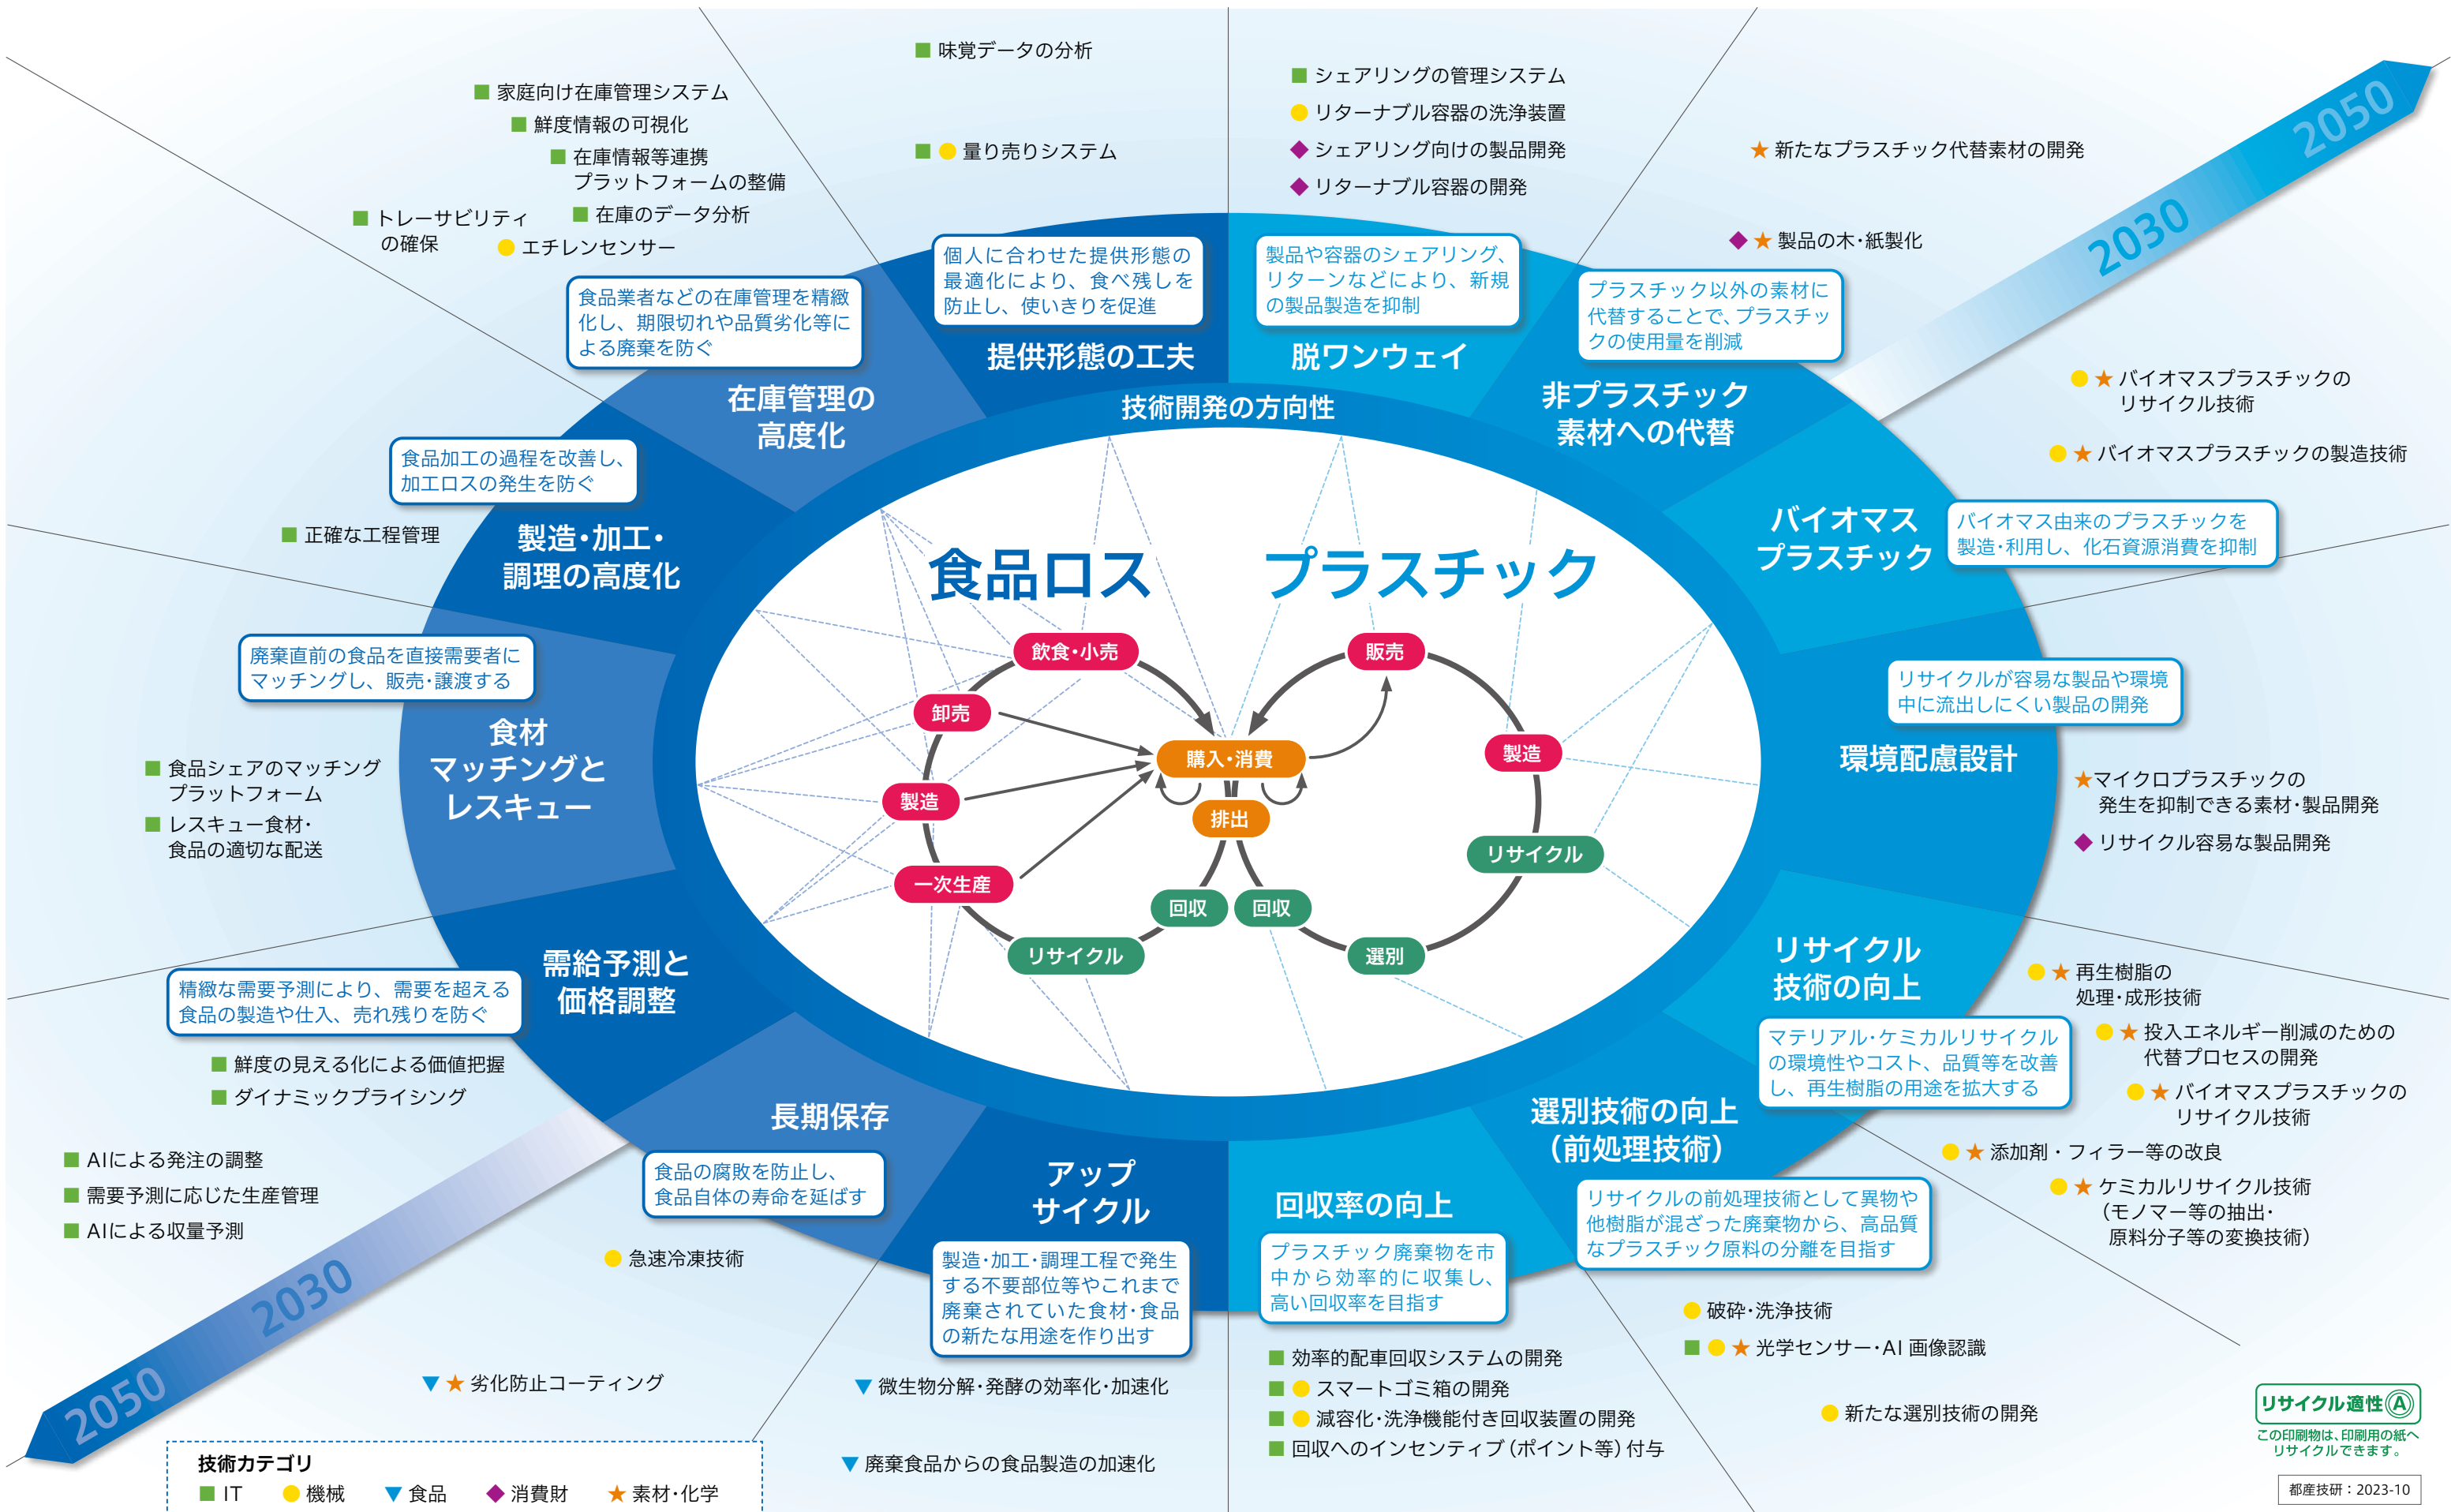 味覚データの分析
量り売りシステム
個人に合わせた提供形態の
最適化により、食べ残しを
防止し、使いきりを促進
提供形態の工夫
家庭向け在庫管理システム
鮮度情報の可視化
在庫情報等連携
プラットフォームの整備
在庫のデータ分析
トレーサビリティ
の確保
エチレンセンサー
食品業者などの在庫管理を精緻
化し、期限切れや品質劣化等に
よる廃棄を防ぐ
在庫管理の
高度化
食品加工の過程を改善し、
加工ロスの発生を防ぐ
正確な工程管理
製造・加工・
調理の高度化
廃棄直前の食品を直接需要者に
マッチングし、販売・譲渡する
食材
マッチングと
レスキュー
食品シェアのマッチング
プラットフォーム
レスキュー食材・
食品の適切な配送
需給予測と
価格調整
精緻な需要予測により、需要を超える
食品の製造や仕入、売れ残りを防ぐ
鮮度の見える化による価値把握
ダイナミックプライシング
AIによる発注の調整
需要予測に応じた生産管理
AIによる収量予測
2030
2050
長期保存
食品の腐敗を防止し、
食品自体の寿命を延ばす
急速冷凍技術
劣化防止コーティング
アップ
サイクル
製造・加工・調理工程で発生
する不要部位等やこれまで
廃棄されていた食材・食品
の新たな用途を作り出す
微生物分解・発酵の効率化・加速化
廃棄食品からの食品製造の加速化
シェアリングの管理システム
リターナブル容器の洗浄装置
シェアリング向けの製品開発
リターナブル容器の開発
製品や容器のシェアリング、
リターンなどにより、新規
の製品製造を抑制
脱ワンウェイ
新たなプラスチック代替素材の開発
製品の木・紙製化
プラスチック以外の素材に
代替することで、プラスチッ
クの使用量を削減
非プラスチック
素材への代替
2050
2030
バイオマスプラスチックの
リサイクル技術
バイオマスプラスチックの製造技術
バイオマス
プラスチック
バイオマス由来のプラスチックを
製造・利用し、化石資源消費を抑制
リサイクルが容易な製品や環境
中に流出しにくい製品の開発
環境配慮設計
マイクロプラスチックの
発生を抑制できる素材・製品開発
リサイクル容易な製品開発
リサイクル
技術の向上
マテリアル・ケミカルリサイクル
の環境性やコスト、品質等を改善
し、再生樹脂の用途を拡大する
再生樹脂の
処理・成形技術
投入エネルギー削減のための
代替プロセスの開発
バイオマスプラスチックの
リサイクル技術
添加剤・フィラー等の改良
ケミカルリサイクル技術
（モノマー等の抽出・
原料分子等の変換技術）
選別技術の向上
（前処理技術）
リサイクルの前処理技術として異物や
他樹脂が混ざった廃棄物から、高品質
なプラスチック原料の分離を目指す
破砕・洗浄技術
光学センサー・AI 画像認識
新たな選別技術の開発
回収率の向上
プラスチック廃棄物を市
中から効率的に収集し、
高い回収率を目指す
効率的配車回収システムの開発
スマートゴミ箱の開発
減容化・洗浄機能付き回収装置の開発
回収へのインセンティブ（ポイント等）付与
技術開発の方向性
食品ロス
プラスチック
飲食・小売
卸売
製造
一次生産
リサイクル
回収
購入・消費
排出
販売
製造
リサイクル
選別
回収
技術カテゴリ
IT 機械 食品 消費財 素材・化学
リサイクル適性Ⓐ
この印刷物は、印刷用の紙へ
リサイクルできます。
都産技研：2023-10